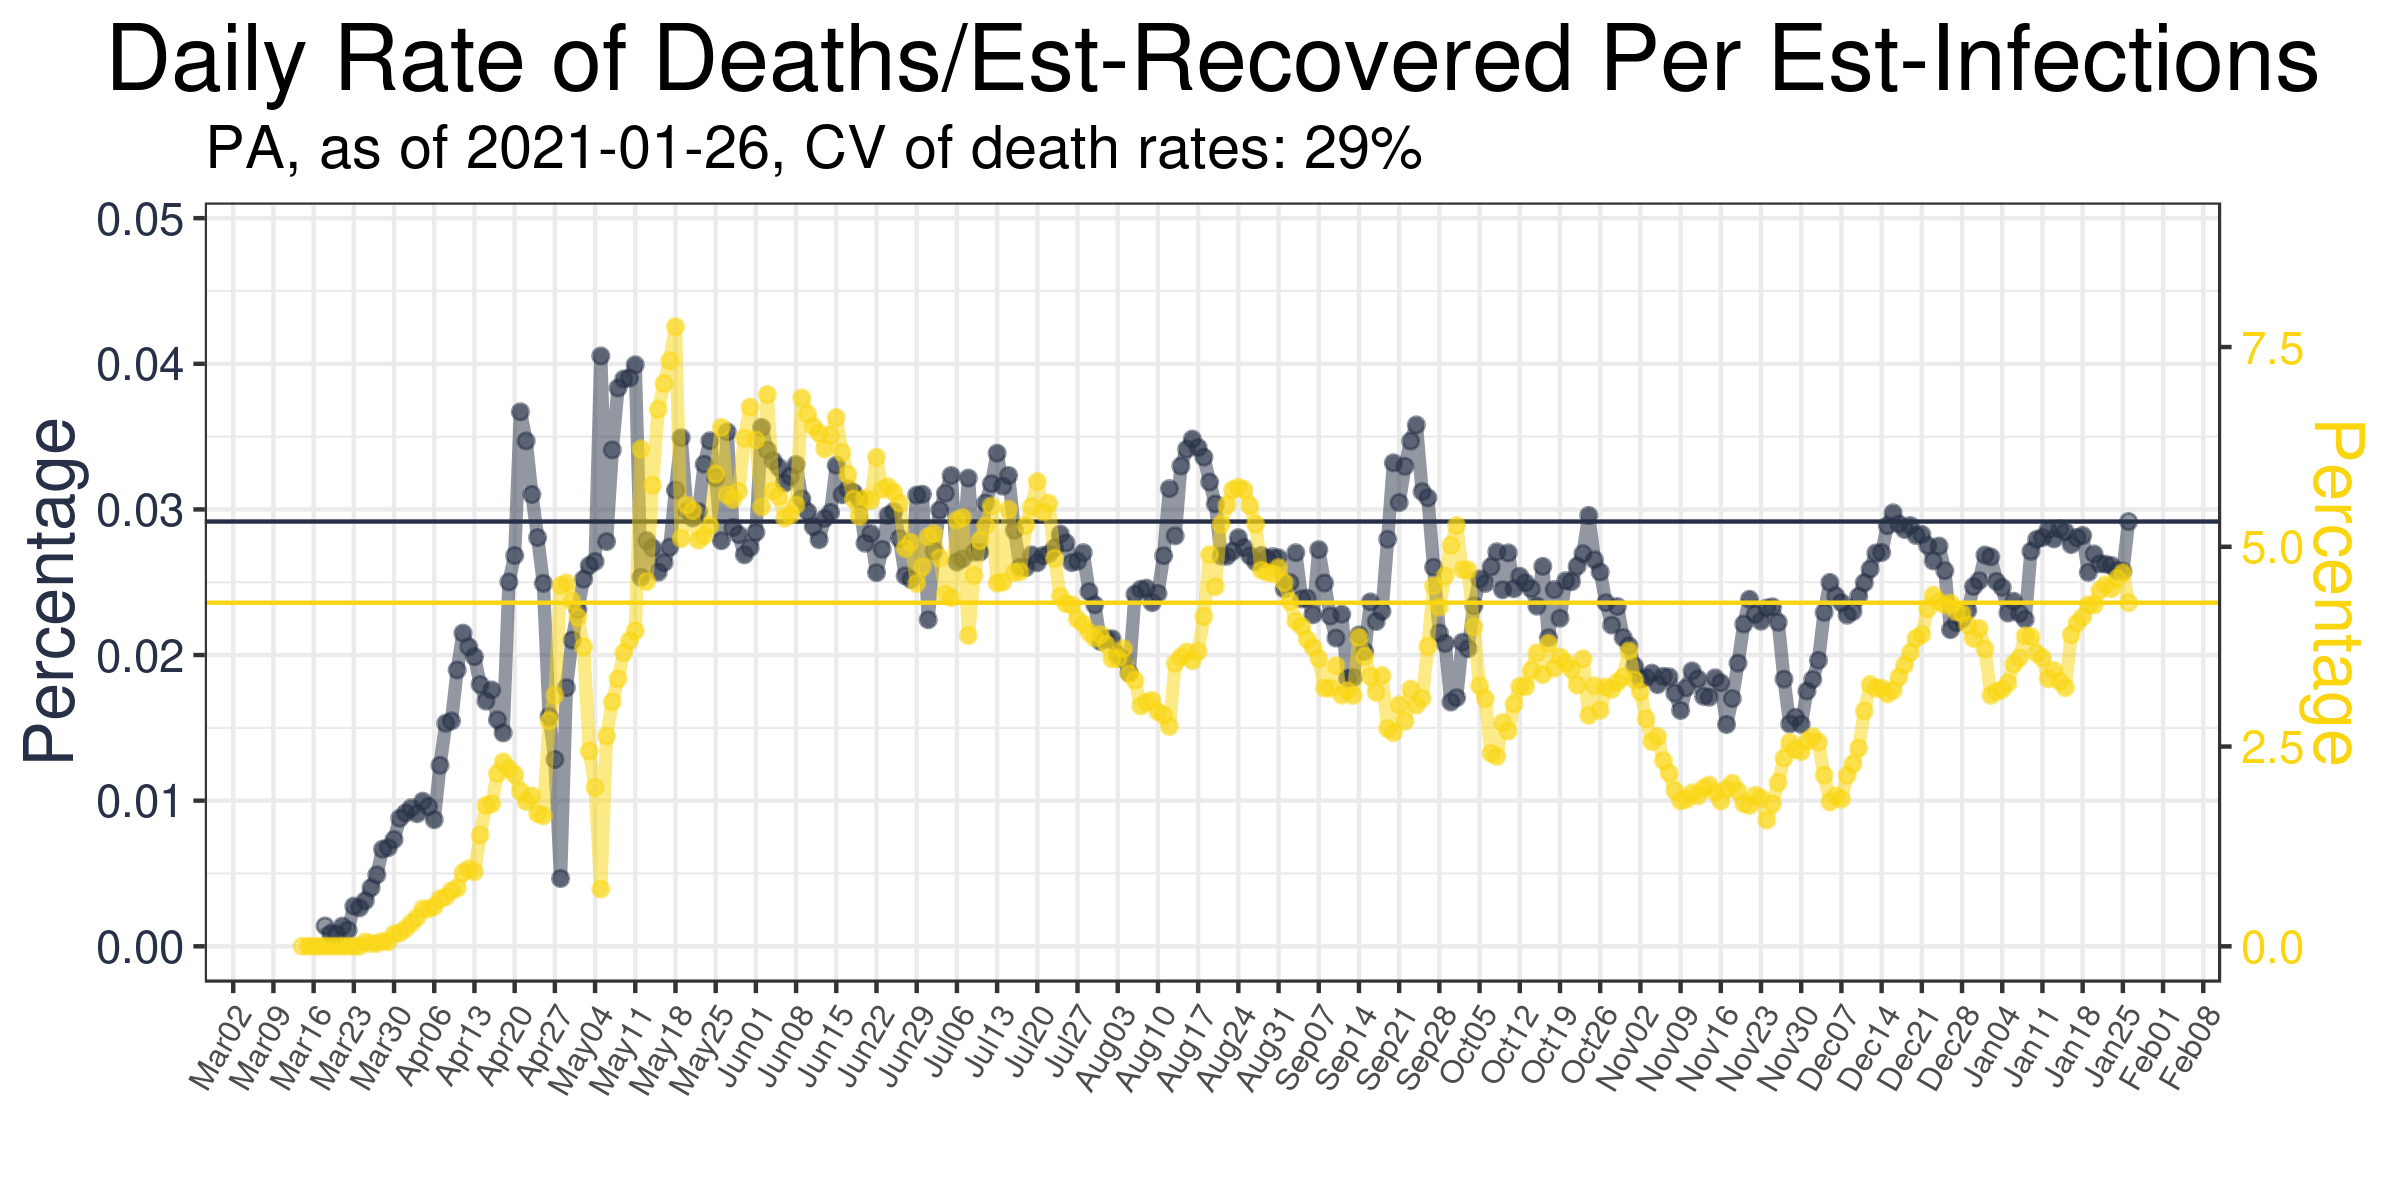 Daily Rate of Deaths/Est-Recovered Per Est-Infections
PA, as of 2021-01-26, CV of death rates: 29%
Percentage
0.05
0.04
0.03
0.02
0.01
0.00
7.5
5.0
2.5
0.0
Percentage
Mar02 Mar09 Mar16 Mar23 Mar30 Apr06 Apr13 Apr20 Apr27 May04 May11 May18 May25 Jun01 Jun08 Jun15 Jun22 Jun29 Jul06 Jul13 Jul20 Jul27 Aug03 Aug10 Aug17 Aug24 Aug31 Sep07 Sep14 Sep21 Sep28 Oct05 Oct12 Oct19 Oct26 Nov02 Nov09 Nov16 Nov23 Nov30 Nov07 Dec14 Dec21 Dec28 Dec04 Jan11 Jan18 Jan25 Feb01 Feb08